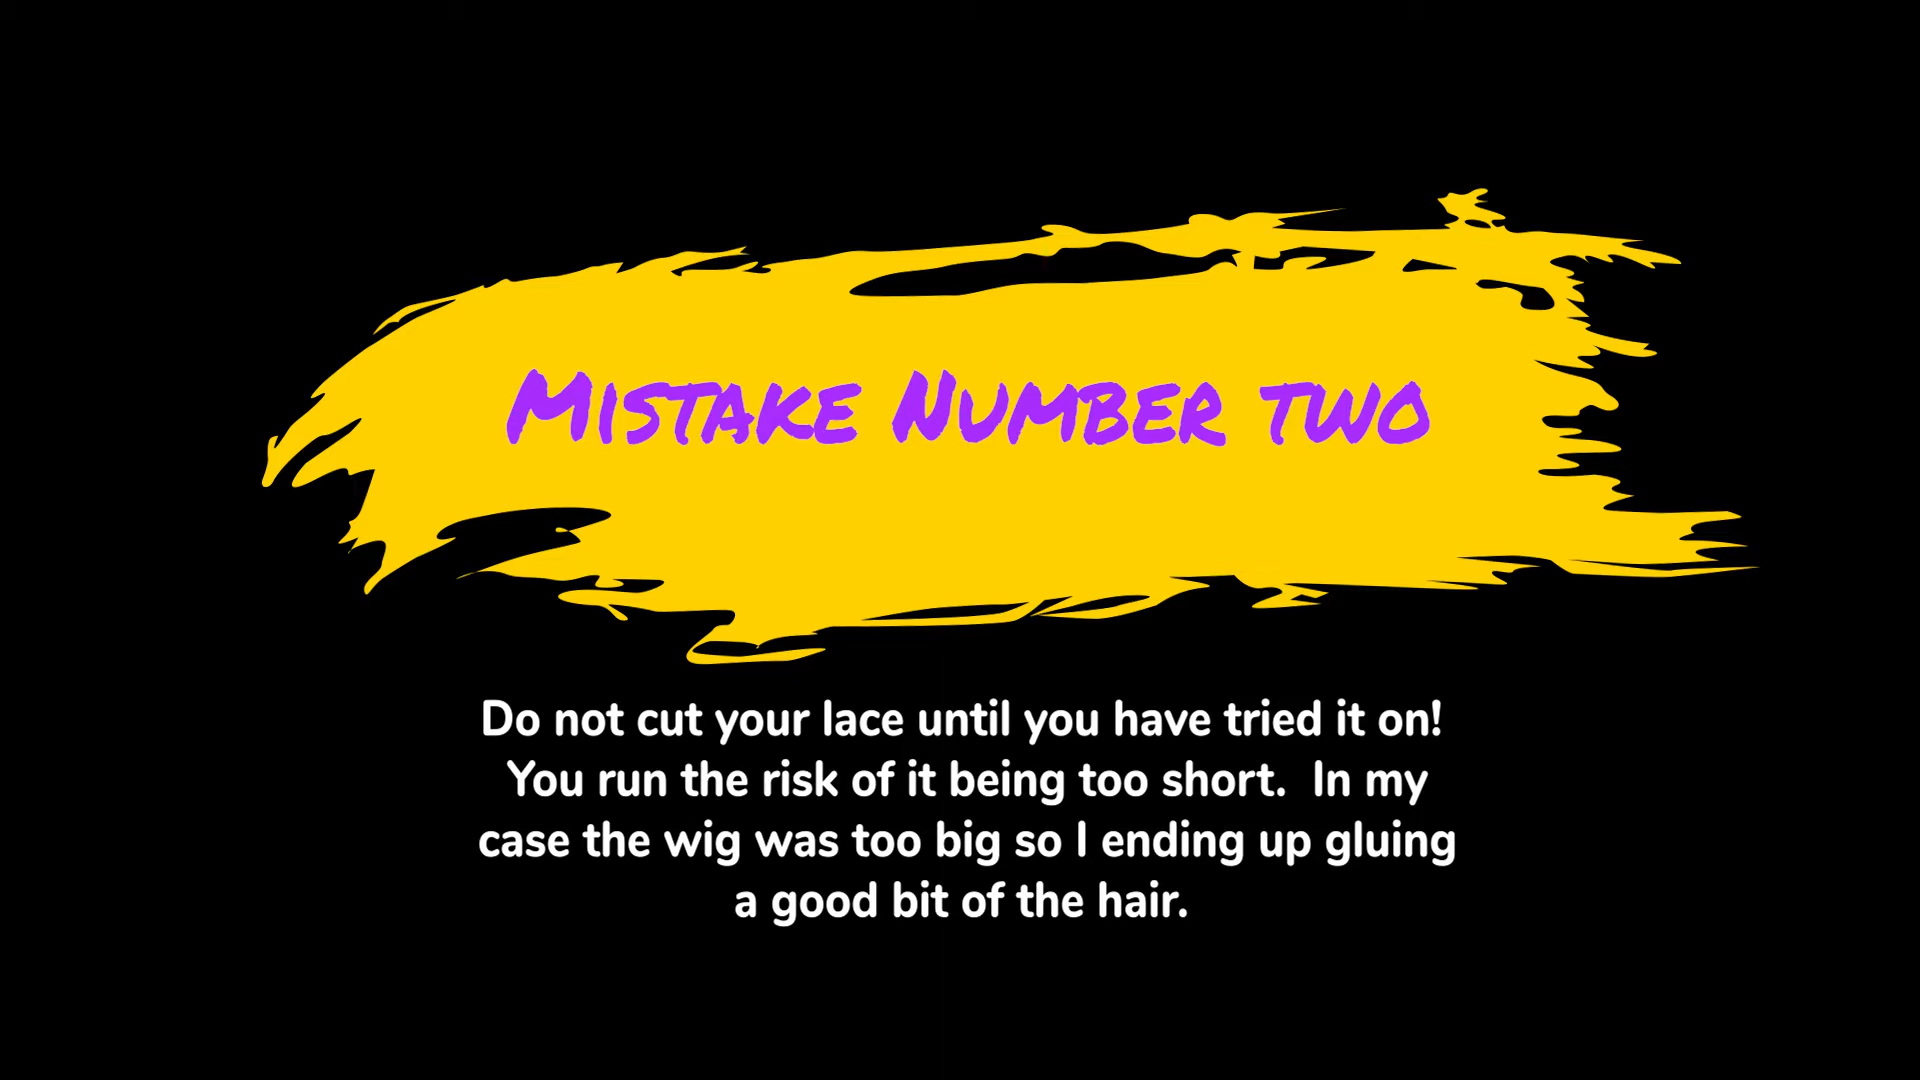 Mistake Number two
Do not cut your lace until you have tried it on!
You run the risk of it being too short.  In my
case the wig was too big so I ending up gluing
a good bit of the hair.